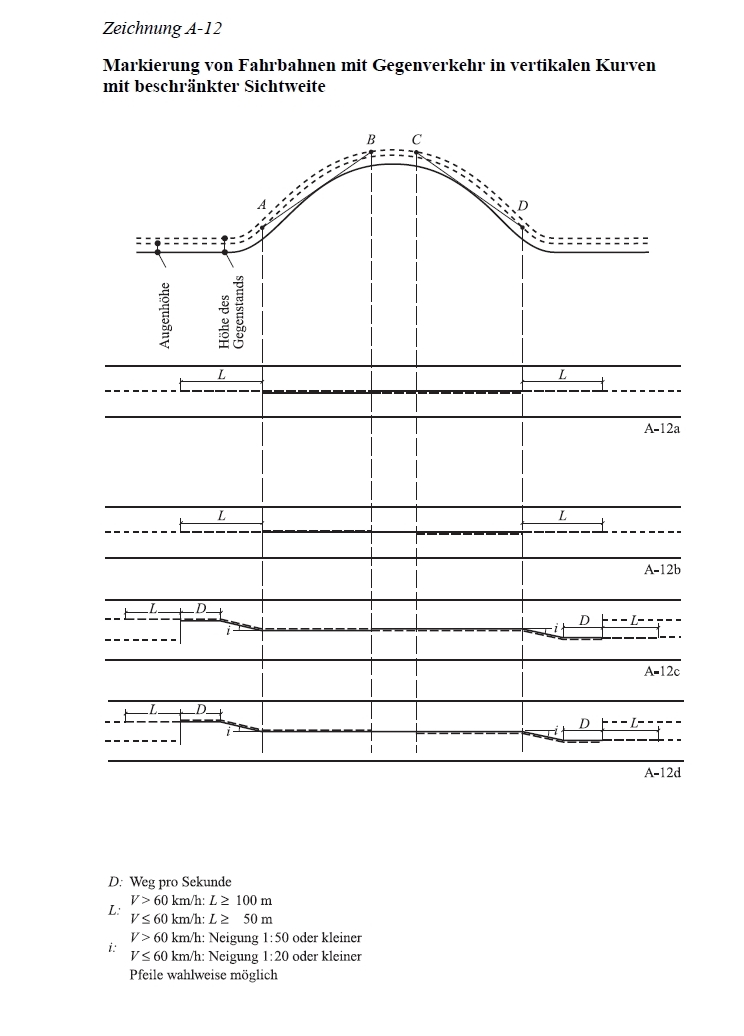 Zeichnung A-12
Markierung von Fahrbahnen mit Gegenverkehr in vertikalen Kurven
mit beschränkter Sichtweite
B C
A
D
Augenhöhe
Höhe des
Gegenstands
L L
A-12a
L L
A-12b
L D i i D L
A-12c
L D i i D L
A-12d
D: Weg pro Sekunde
L: V > 60 km/h: L ≥ 100 m
V ≤ 60 km/h: L ≥ 50 m
i: V > 60 km/h: Neigung 1:50 oder kleiner
V ≤ 60 km/h: Neigung 1:20 oder kleiner
Pfeile wahlweise möglich